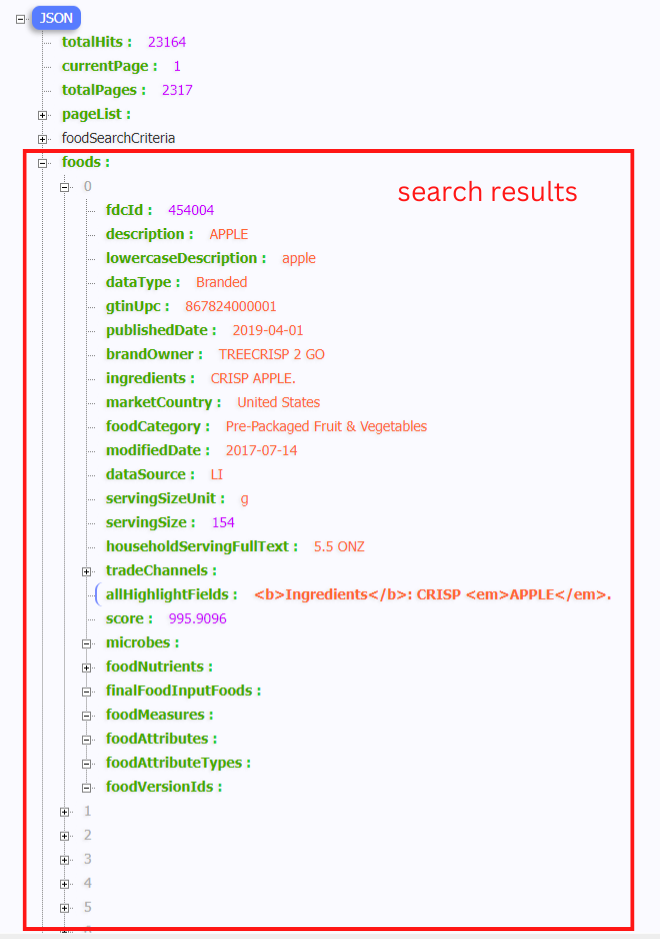 JSON
totalHits : 23164
currentPage : 1
totalPages : 2317
pageList :
foodSearchCriteria
foods :
search results
0
fdcId : 454004
description : APPLE
lowercaseDescription : apple
dataType : Branded
gtinUpc : 867824000001
publishedDate : 2019-04-01
brandOwner : TREECRISP 2 GO
ingredients : CRISP APPLE.
marketCountry : United States
foodCategory : Pre-Packaged Fruit & Vegetables
modifiedDate : 2017-07-14
dataSource : LI
servingSizeUnit : g
servingSize : 154
householdServingFullText : 5.5 ONZ
tradeChannels :
allHighlightFields : <b>Ingredients</b>: CRISP <em>APPLE</em>.
score : 995.9096
microbes :
foodNutrients :
finalFoodInputFoods :
foodMeasures :
foodAttributes :
foodAttributeTypes :
foodVersionIds :
1
2
3
4
5